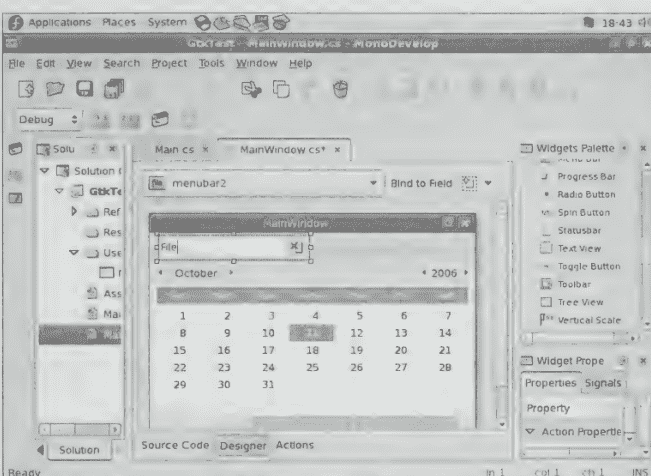 Applications Places System
18:43
GtkTest - MainWindow.cs - MonoDevelop
File Edit View Search Project Tools Window Help
Debug
Solu
Main cs
MainWindow cs*
Widgets Palette
Solution
GtkTe
Ref
Res
Use
Ass
Mai
menubar2
Bind to Field
MainWindow
File
October
2006
1 2 3 4 5 6 7
8 9 10 11 12 13 14
15 16 17 18 19 20 21
22 23 24 25 26 27 28
29 30 31
Menu Bar
Progress Bar
Radio Button
Spin Button
Statusbar
Text View
Toggle Button
Toolbar
Tree View
Vertical Scale
Widget Prope
Properties Signals
Property
Action Propertie
Solution
Source Code Designer Actions
Ready
ln 1 col 1 ch 1 INS